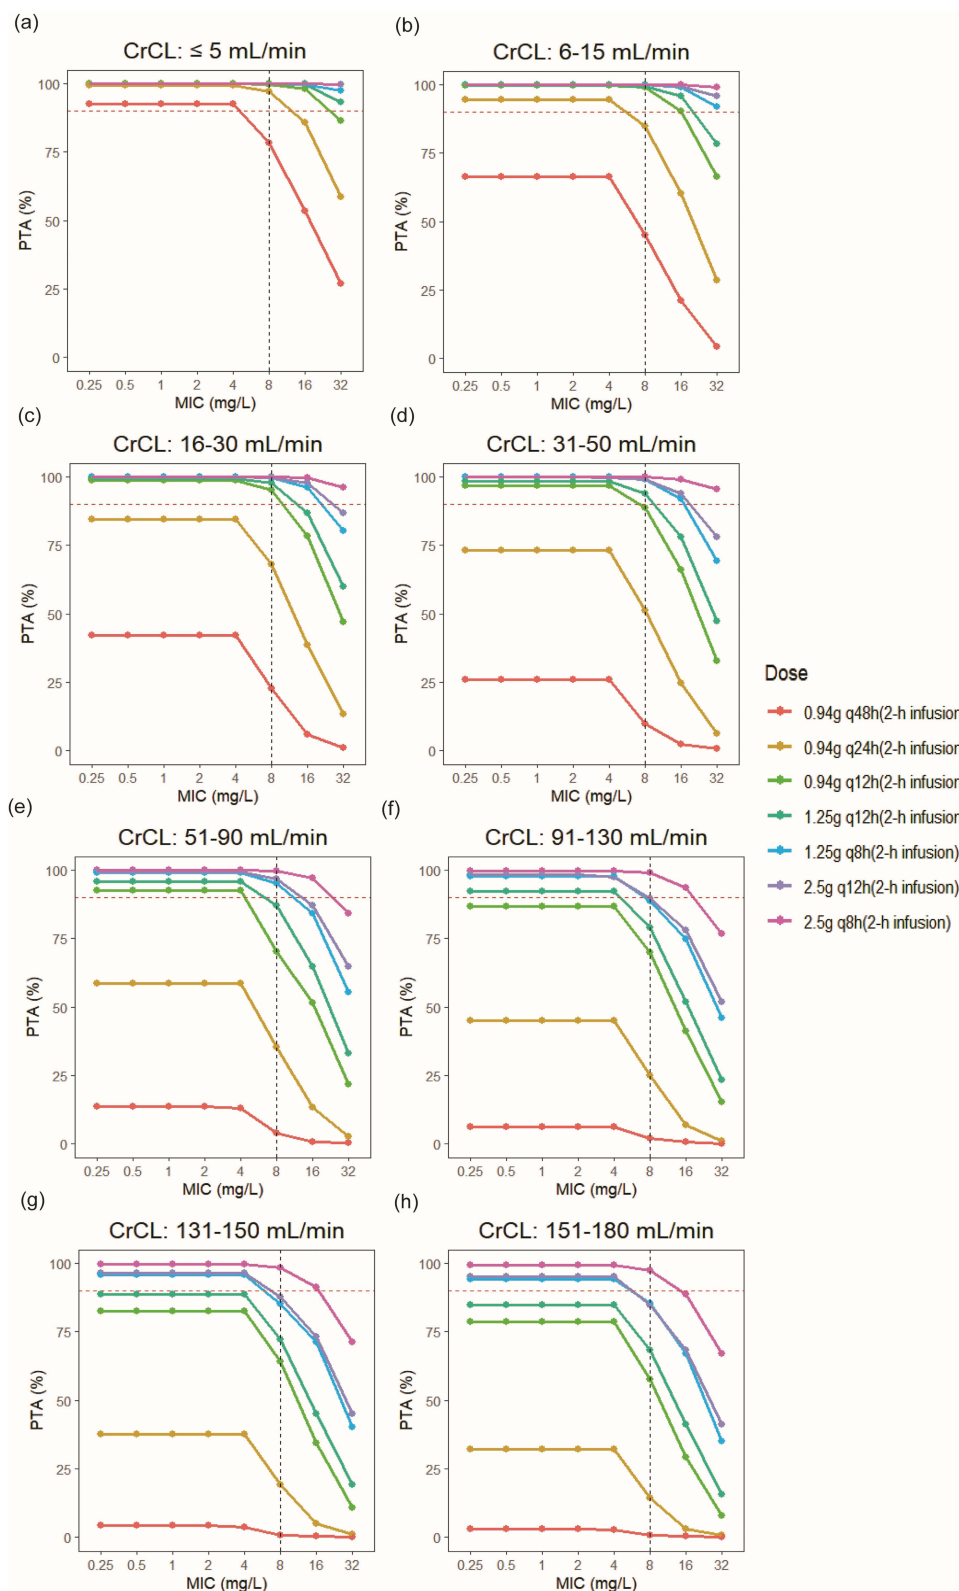 (a)
CrCL: ≤ 5 mL/min
100
75
50
25
0
PTA (%)
0.25 0.5 1 2 4 8 16 32
MIC (mg/L)
(b)
CrCL: 6-15 mL/min
100
75
50
25
0
PTA (%)
0.25 0.5 1 2 4 8 16 32
MIC (mg/L)
(c)
CrCL: 16-30 mL/min
100
75
50
25
0
PTA (%)
0.25 0.5 1 2 4 8 16 32
MIC (mg/L)
(d)
CrCL: 31-50 mL/min
100
75
50
25
0
PTA (%)
0.25 0.5 1 2 4 8 16 32
MIC (mg/L)
Dose
0.94g q48h(2-h infusion
0.94g q24h(2-h infusion
0.94g q12h(2-h infusion
1.25g q12h(2-h infusion
1.25g q8h(2-h infusion)
2.5g q12h(2-h infusion)
2.5g q8h(2-h infusion)
(e)
CrCL: 51-90 mL/min
100
75
50
25
0
PTA (%)
0.25 0.5 1 2 4 8 16 32
MIC (mg/L)
(f)
CrCL: 91-130 mL/min
100
75
50
25
0
PTA (%)
0.25 0.5 1 2 4 8 16 32
MIC (mg/L)
(g)
CrCL: 131-150 mL/min
100
75
50
25
0
PTA (%)
0.25 0.5 1 2 4 8 16 32
MIC (mg/L)
(h)
CrCL: 151-180 mL/min
100
75
50
25
0
PTA (%)
0.25 0.5 1 2 4 8 16 32
MIC (mg/L)